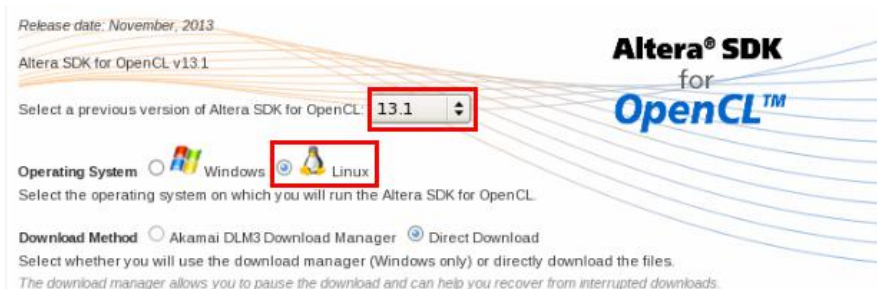 Release date: November, 2013
Altera® SDK
for
OpenCL™
Altera SDK for OpenCL v13.1
Select a previous version of Altera SDK for OpenCL: 13.1
Operating System Windows Linux
Select the operating system on which you will run the Altera SDK for OpenCL.
Download Method Akamai DLM3 Download Manager Direct Download
Select whether you will use the download manager (Windows only) or directly download the files.
The download manager allows you to pause the download and can help you recover from interrupted downloads.